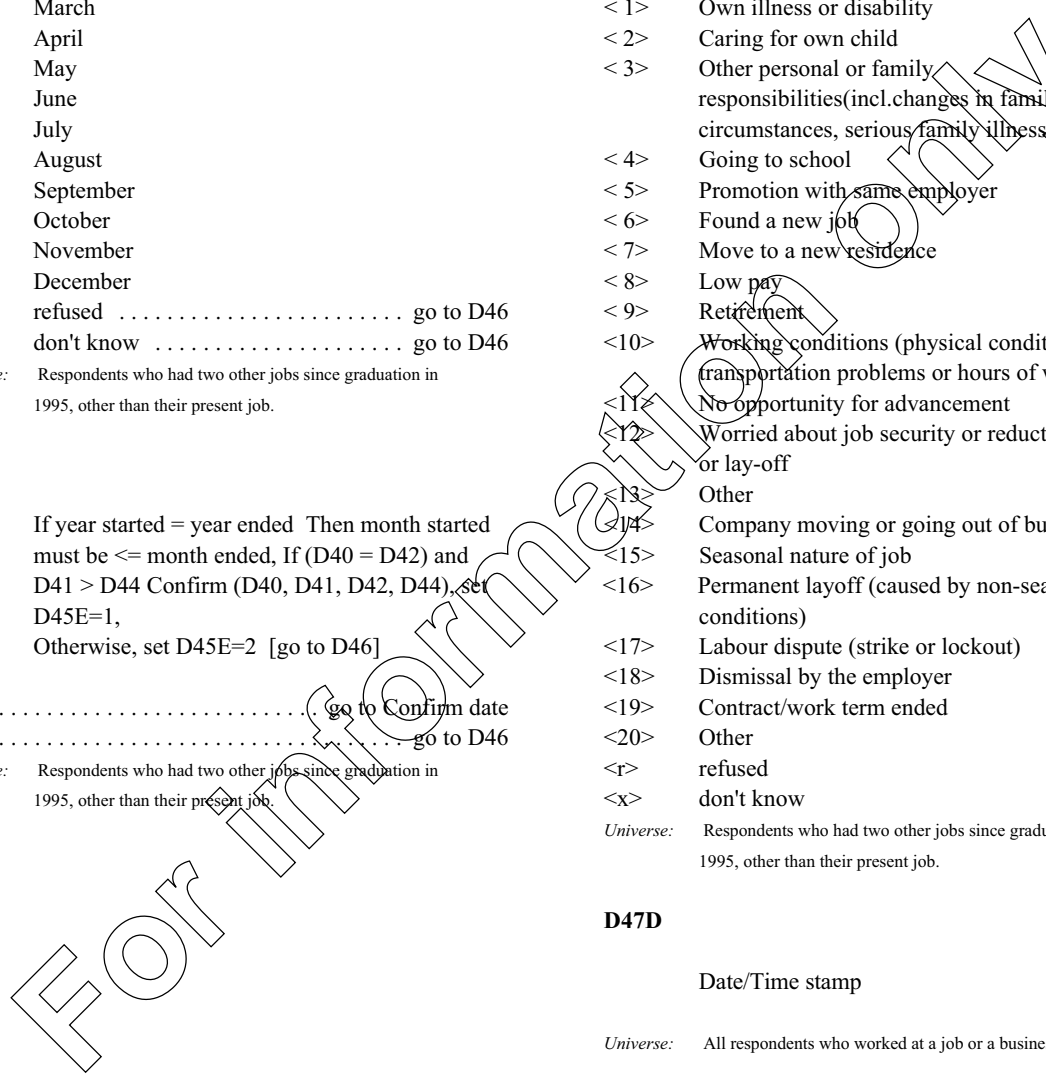 March
April
May
June
July
August
September
October
November
December
refused ........................ go to D46
don't know ..................... go to D46
Respondents who had two other jobs since graduation in
1995, other than their present job.
If year started = year ended Then month started
must be <= month ended, If (D40 = D42) and
D41 > D44 Confirm (D40, D41, D42, D44), set
D45E=1,
Otherwise, set D45E=2 [go to D46]
.......................... go to Confirm date
.................................. go to D46
Respondents who had two other jobs since graduation in
1995, other than their present job.
< 1> Own illness or disability
< 2> Caring for own child
< 3> Other personal or family
responsibilities(incl.changes in
circumstances, serious family illness
< 4> Going to school
< 5> Promotion with same employer
< 6> Found a new job
< 7> Move to a new residence
< 8> Low pay
< 9> Retirement
<10> Working conditions (physical
transportation problems or hours of
<11> No opportunity for advancement
<12> Worried about job security or
or lay-off
<13> Other
<14> Company moving or going out of
<15> Seasonal nature of job
<16> Permanent layoff (caused by
conditions)
<17> Labour dispute (strike or lockout)
<18> Dismissal by the employer
<19> Contract/work term ended
<20> Other
<r> refused
<x> don't know
Universe: Respondents who had two other jobs since
1995, other than their present job.
D47D
Date/Time stamp
Universe: All respondents who worked at a job or a
For information only